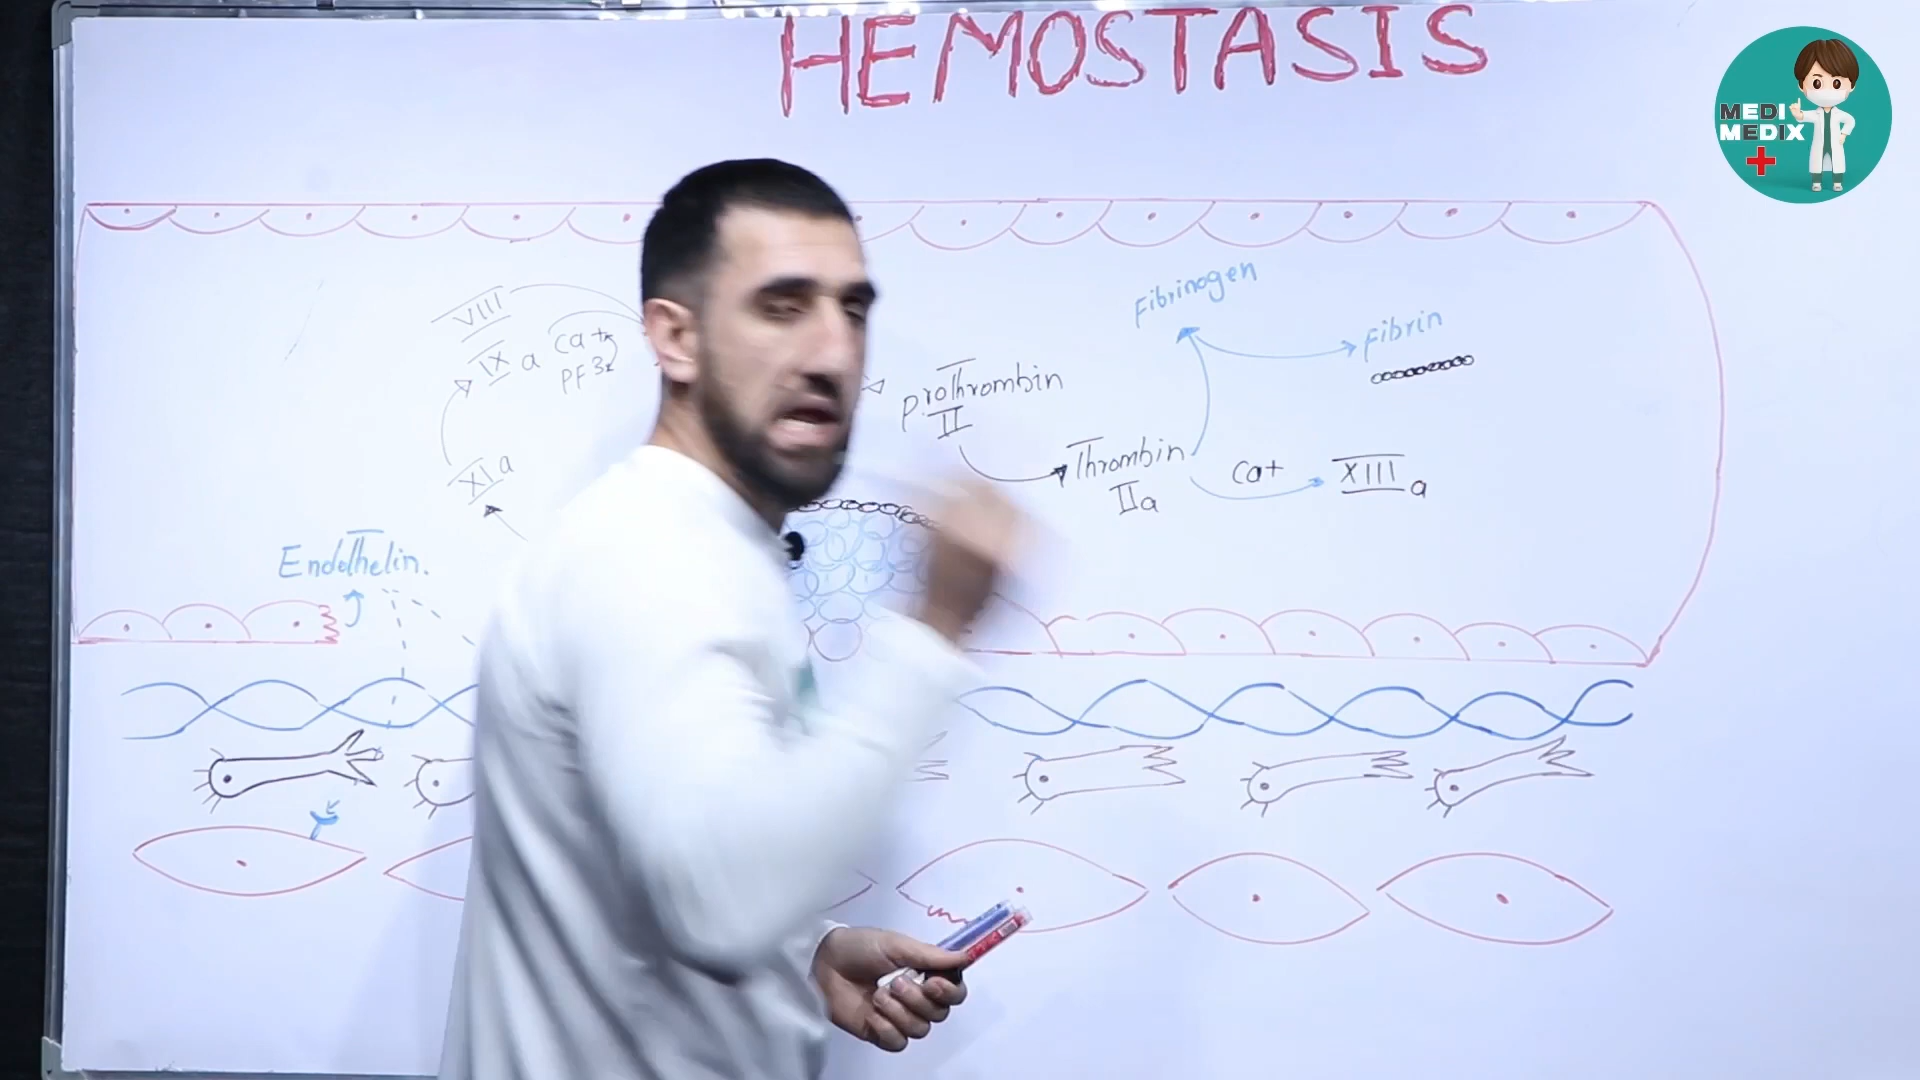 HEMOSTASIS
MEDI
MEDIX
VIII
IX a
ca+
PF3
XI a
Endothelin.
prothrombin
II
Thrombin
IIa
Fibrinogen
Fibrin
ca+
XIII a